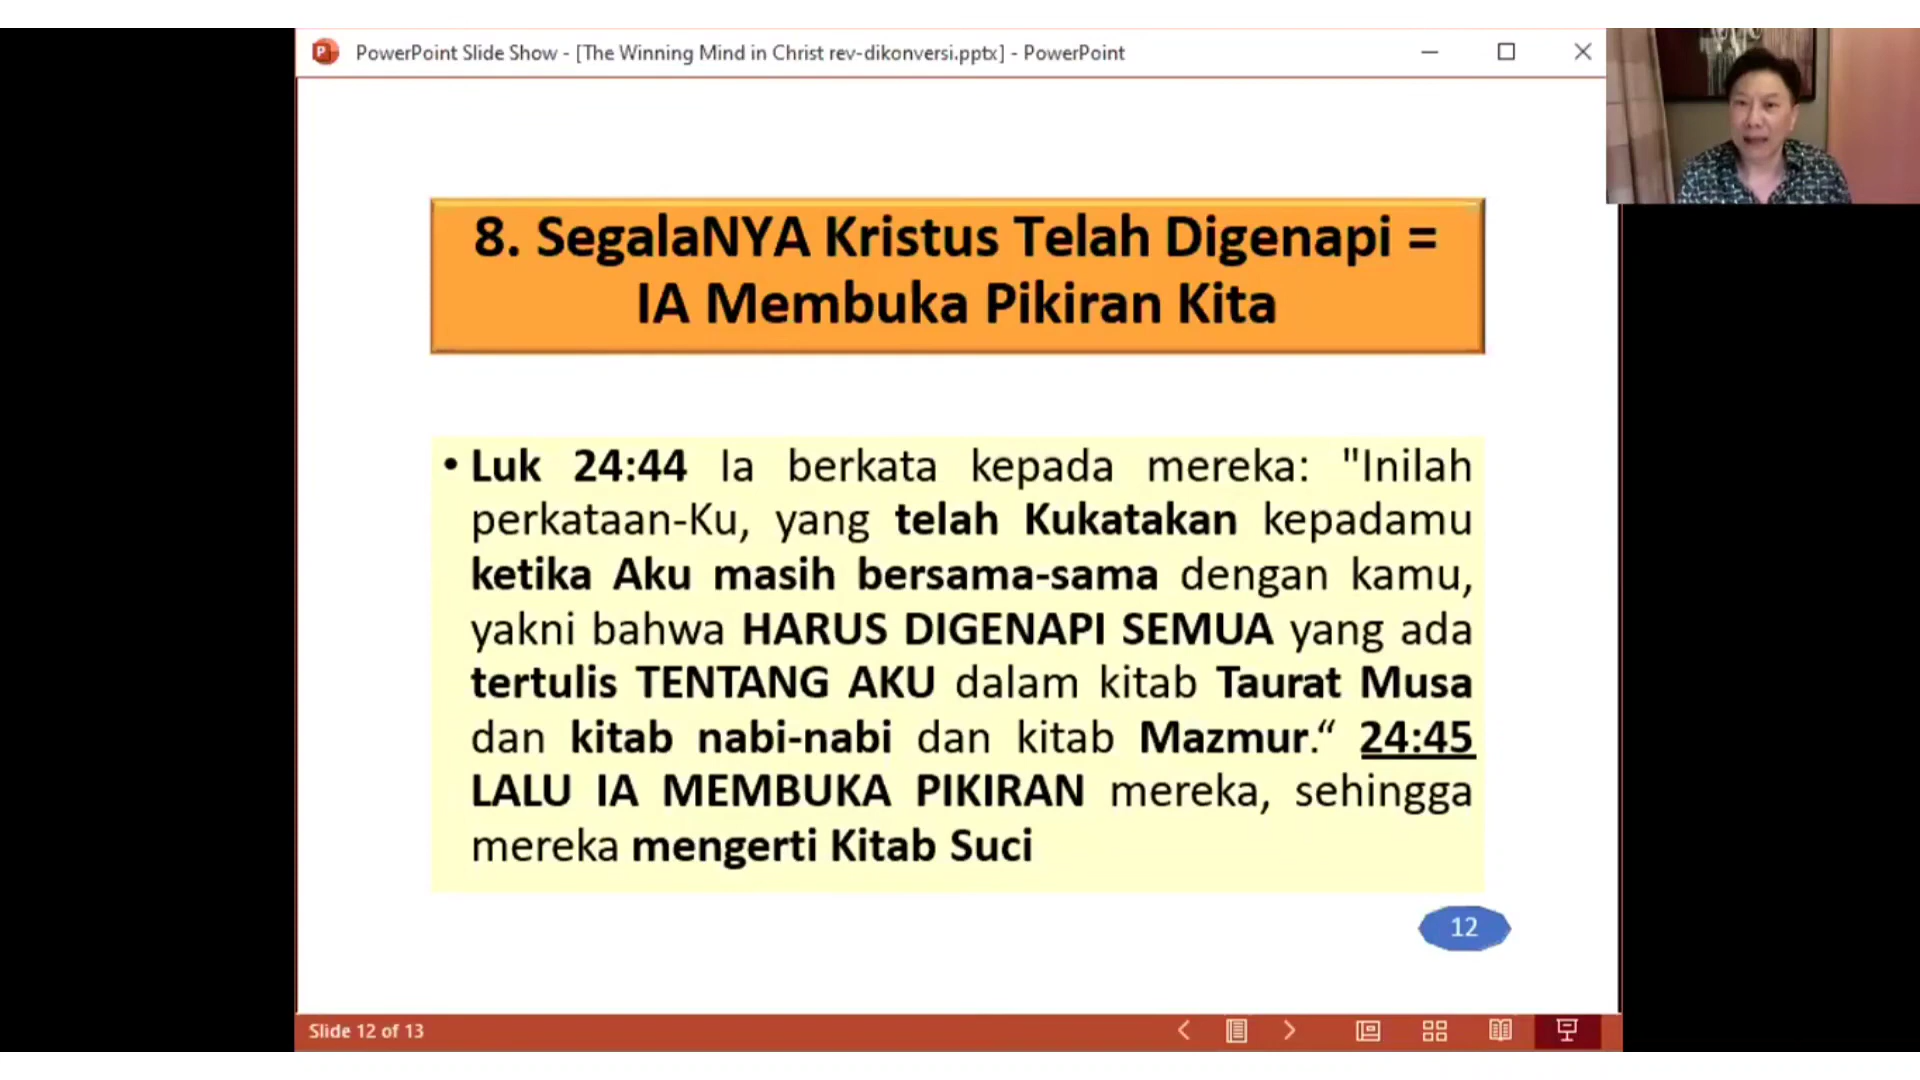 PowerPoint Slide Show - [The Winning Mind in Christ rev-dikonversi.pptx] - PowerPoint
8. SegalaNYA Kristus Telah Digenapi =
IA Membuka Pikiran Kita
• Luk 24:44 Ia berkata kepada mereka: "Inilah
perkataan-Ku, yang telah Kukatakan kepadamu
ketika Aku masih bersama-sama dengan kamu,
yakni bahwa HARUS DIGENAPI SEMUA yang ada
tertulis TENTANG AKU dalam kitab Taurat Musa
dan kitab nabi-nabi dan kitab Mazmur.“ 24:45
LALU IA MEMBUKA PIKIRAN mereka, sehingga
mereka mengerti Kitab Suci
12
Slide 12 of 13